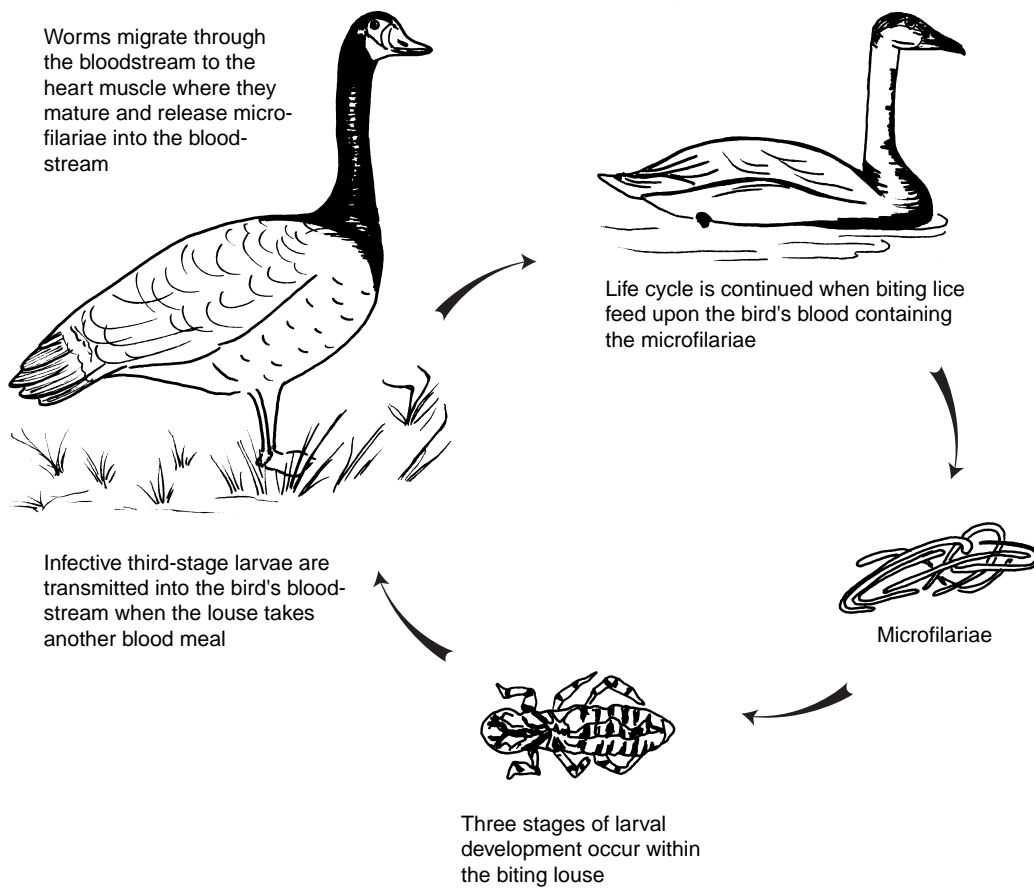 Worms migrate through
the bloodstream to the
heart muscle where they
mature and release micro-
filariae into the blood-
stream
Life cycle is continued when biting lice
feed upon the bird's blood containing
the microfilariae
Microfilariae
Three stages of larval
development occur within
the biting louse
Infective third-stage larvae are
transmitted into the bird's blood-
stream when the louse takes
another blood meal